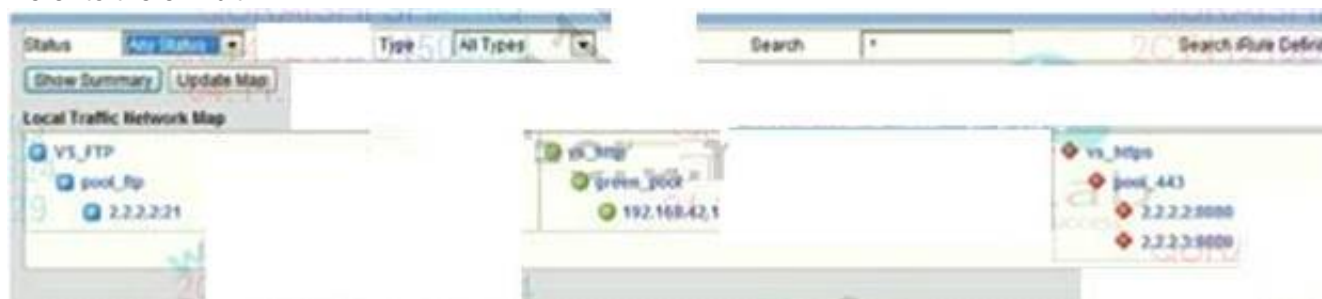 Status Any Status Type All Types Search * Search iRule Defini
Show Summary Update Map
Local Traffic Network Map
VS_FTP vs_http vs_https
pool_ftp green_pool pool_443
2.2.2.2:21 192.168.42.1 2.2.2.2:8080
2.2.2.3:8080